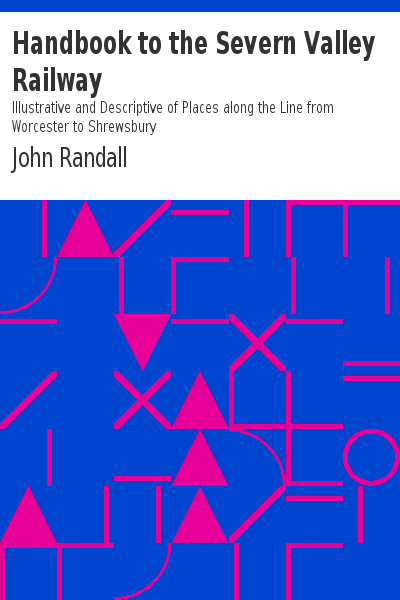 Handbook to the Severn Valley
Railway
Illustrative and Descriptive of Places along the Line from
Worcester to Shrewsbury
John Randall